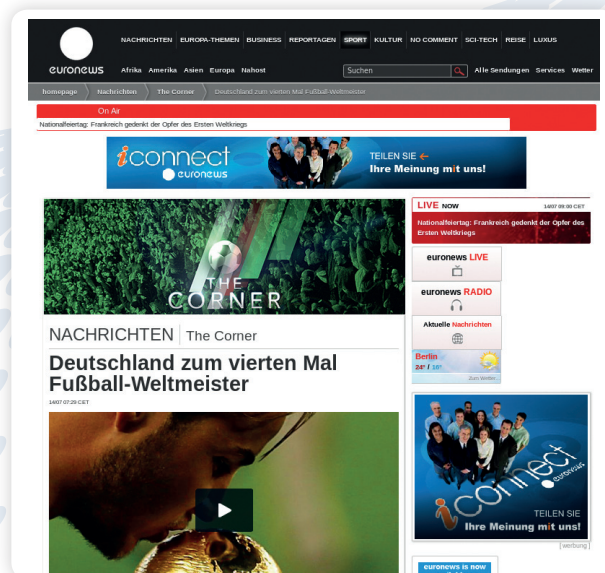 NACHRICHTEN EUROPA-THEMEN BUSINESS REPORTAGEN SPORT KULTUR NO COMMENT SCI-TECH REISE LUXUS
euronews
Afrika Amerika Asien Europa Nahost
Suchen
Alle Sendungen Services Wetter
homepage Nachrichten The Corner Deutschland zum vierten Mal Fußball-Weltmeister
On Air
Nationalfeiertag: Frankreich gedenkt der Opfer des Ersten Weltkriegs
iconnect
euronews
TEILEN SIE
Ihre Meinung mit uns!
THE
CORNER
LIVE NOW 14/07 09:00 CET
Nationalfeiertag: Frankreich gedenkt der Opfer des
Ersten Weltkriegs
euronews LIVE
euronews RADIO
Aktuelle Nachrichten
Berlin
24° / 18°
Zum Wetter
NACHRICHTEN The Corner
Deutschland zum vierten Mal
Fußball-Weltmeister
14/07 07:29 CET
iconnect
euronews
TEILEN SIE
Ihre Meinung mit uns!
[werbung]
euronews is now